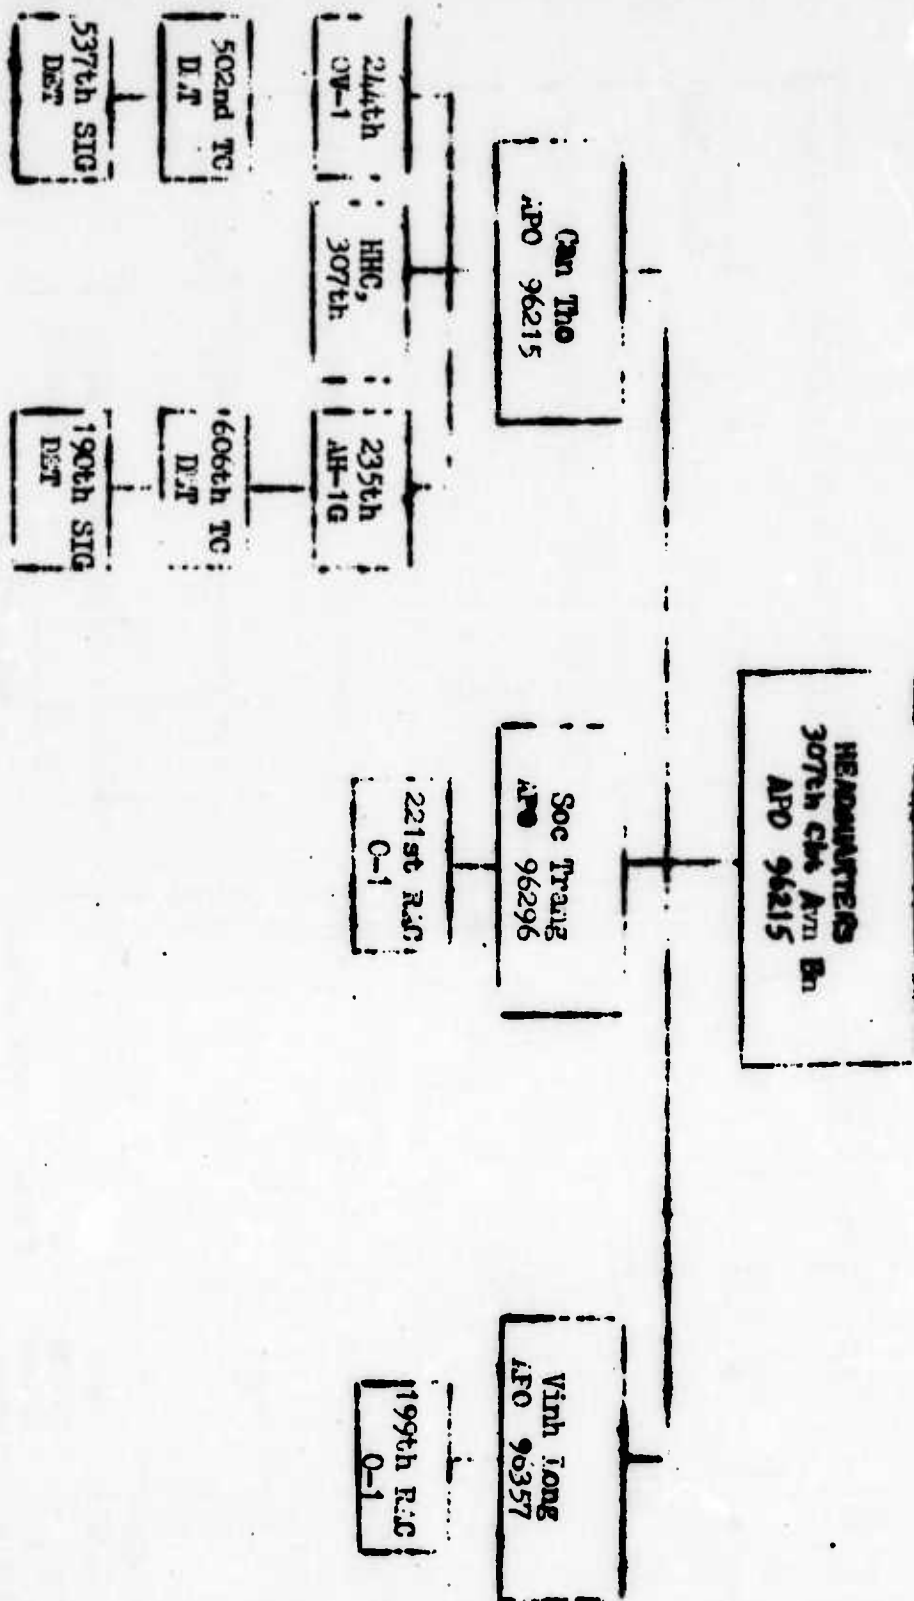 HEADQUARTERS
307th Cbt Avn Bn
APO 96215
Can Tho
APO 96215
Soc Trang
APO 96296
Vinh Long
APO 96357
244th
OV-1
HHC,
307th
235th
AH-1G
221st RAC
O-1
199th RAC
O-1
502nd TC
DET
606th TC
DET
537th SIG
DET
190th SIG
DET